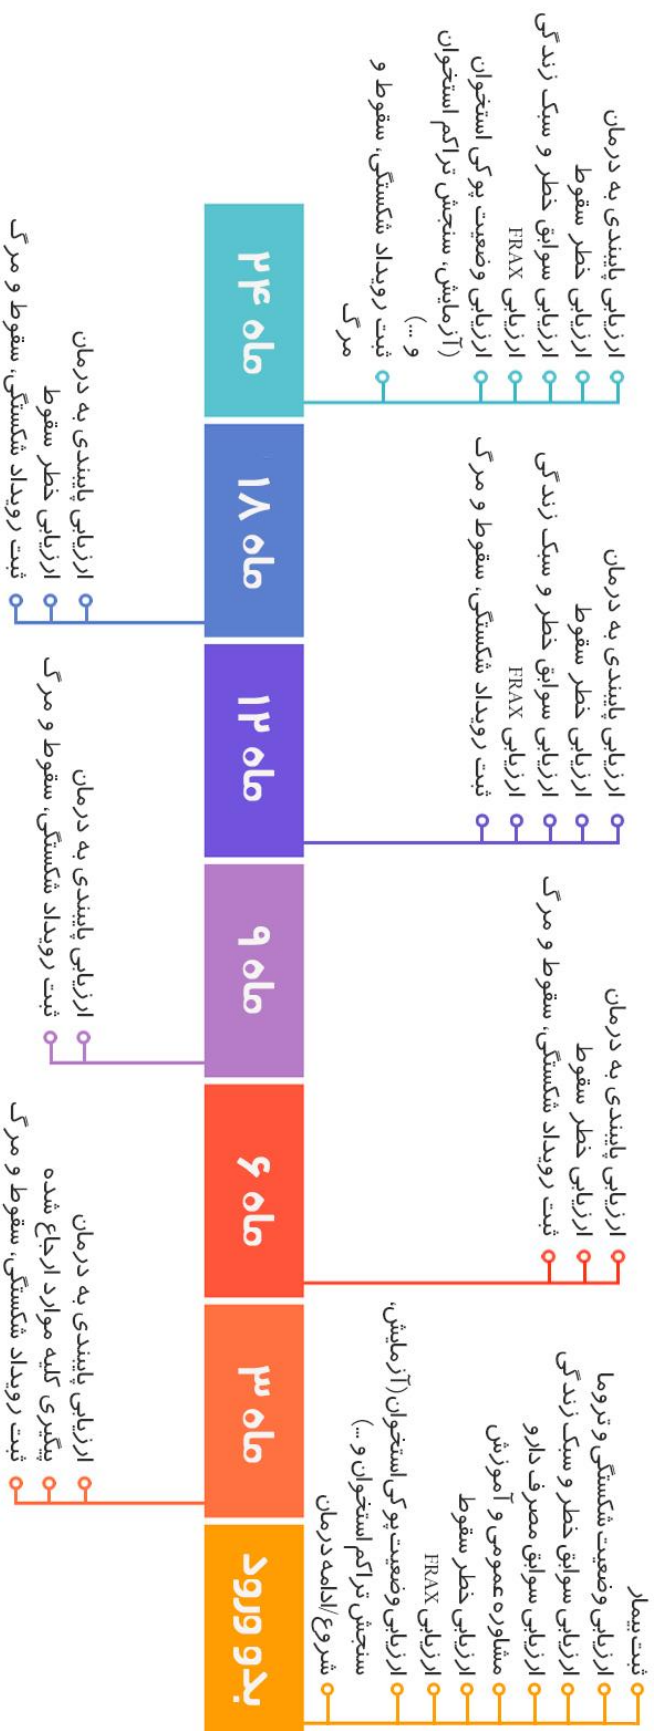 بدو ورود
ثبت بیمار
ارزیابی وضعیت شکستگی و تروما
ارزیابی سوابق خطر و سبک زندگی
ارزیابی سوابق مصرف دارو
مشاوره عمومی و آموزش
ارزیابی خطر سقوط
ارزیابی FRAX
ارزیابی وضعیت پوکی استخوان (آزمایش،
سنجش تراکم استخوان و ...)
شروع/ادامه درمان
ماه ۳
ارزیابی پایبندی به درمان
پیگیری کلیه موارد ارجاع شده
ثبت رویداد شکستگی، سقوط و مرگ
ماه ۶
ارزیابی پایبندی به درمان
ارزیابی خطر سقوط
ثبت رویداد شکستگی، سقوط و مرگ
ماه ۹
ارزیابی پایبندی به درمان
ثبت رویداد شکستگی، سقوط و مرگ
ماه ۱۲
ارزیابی پایبندی به درمان
ارزیابی خطر سقوط
ارزیابی سوابق خطر و سبک زندگی
ارزیابی FRAX
ثبت رویداد شکستگی، سقوط و مرگ
ماه ۱۸
ارزیابی پایبندی به درمان
ارزیابی خطر سقوط
ثبت رویداد شکستگی، سقوط و مرگ
ماه ۲۴
ارزیابی پایبندی به درمان
ارزیابی خطر سقوط
ارزیابی سوابق خطر و سبک زندگی
ارزیابی FRAX
ارزیابی وضعیت پوکی استخوان
(آزمایش، سنجش تراکم استخوان
و ...)
ثبت رویداد شکستگی، سقوط و
مرگ